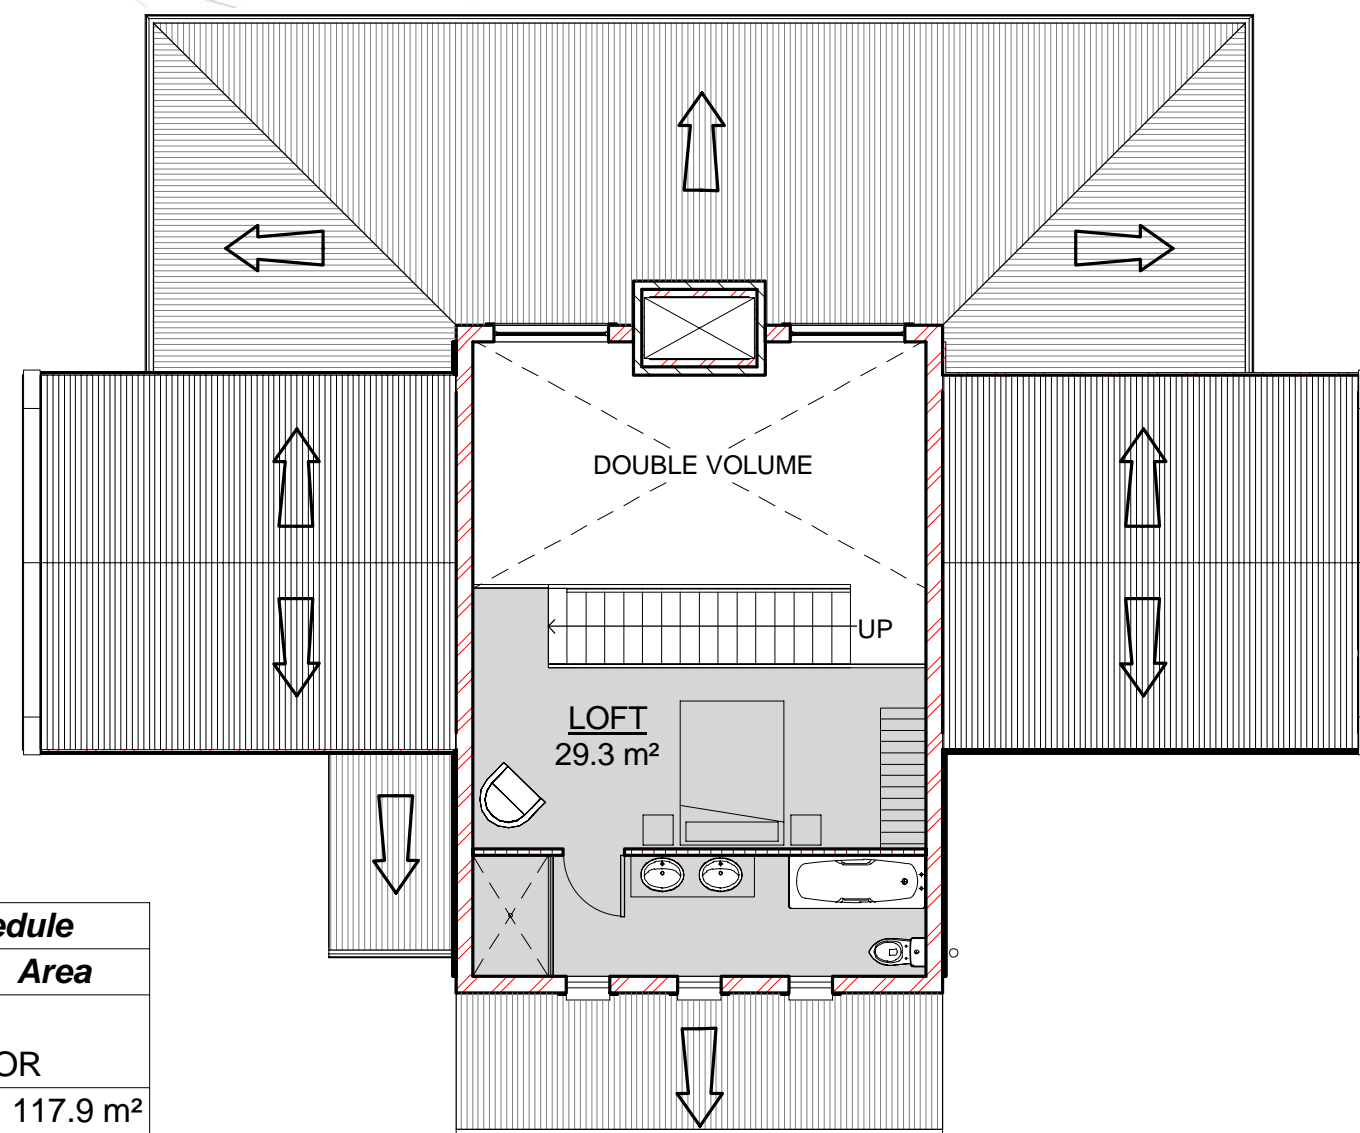 DOUBLE VOLUME
UP
LOFT
29.3 m²
edule
Area
OR
117.9 m²